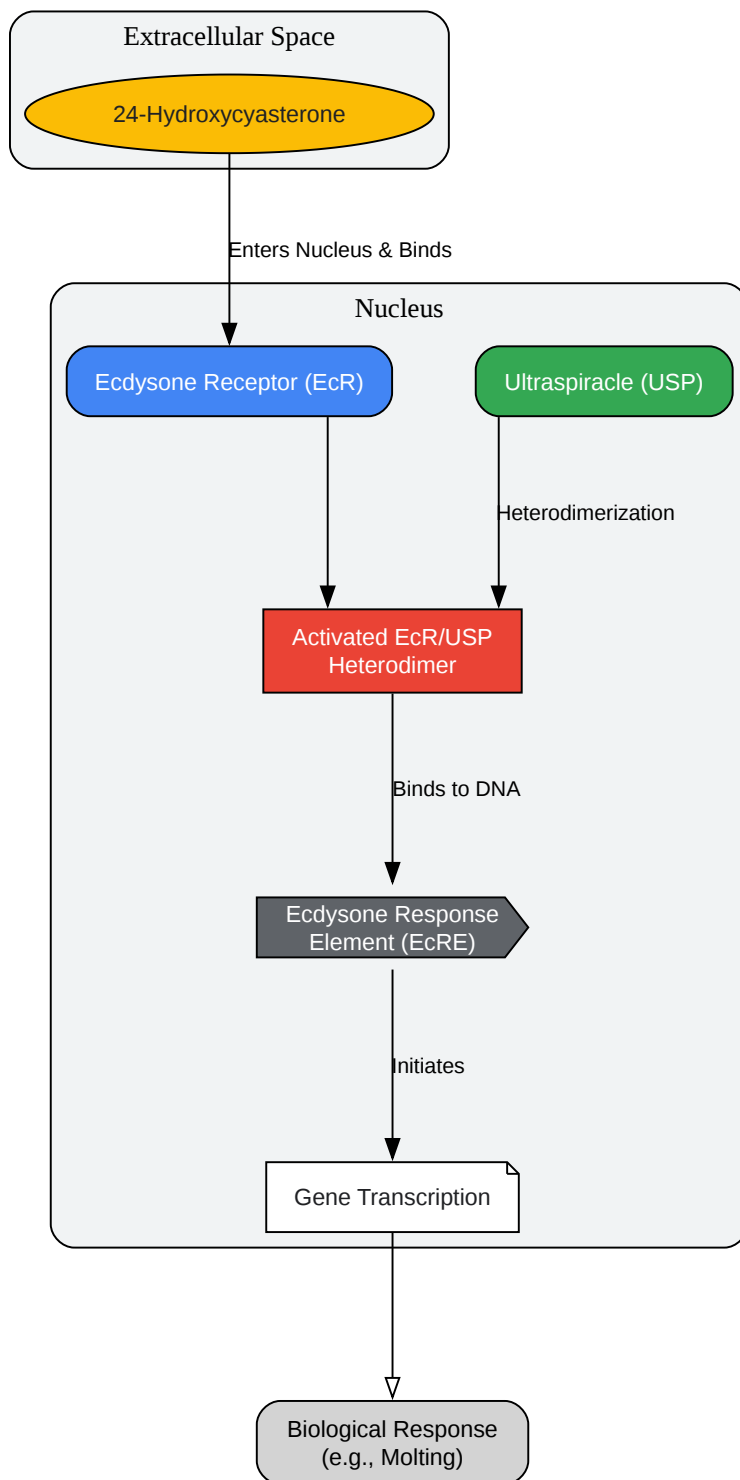 Extracellular Space
24-Hydroxycyasterone
Enters Nucleus & Binds
Nucleus
Ecdysone Receptor (EcR)
Ultraspiracle (USP)
Heterodimerization
Activated EcR/USP
Heterodimer
Binds to DNA
Ecdysone Response
Element (EcRE)
Initiates
Gene Transcription
Biological Response
(e.g., Molting)